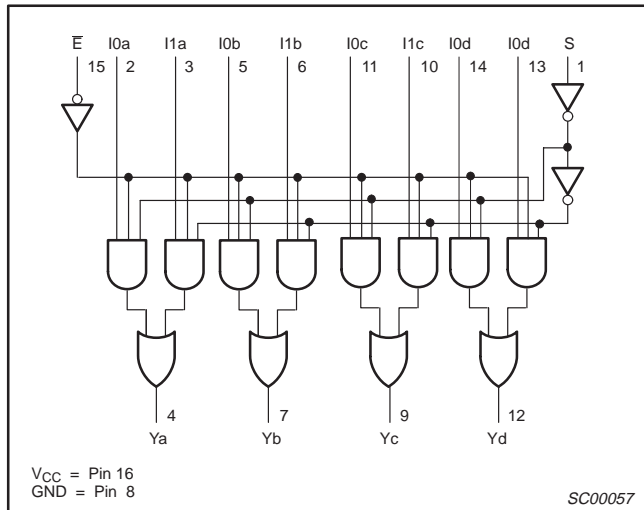 E I0a I1a I0b I1b I0c I1c I0d I0d S
15 2 3 5 6 11 10 14 13 1
4 7 9 12
Ya Yb Yc Yd
VCC = Pin 16
GND = Pin 8
SC00057